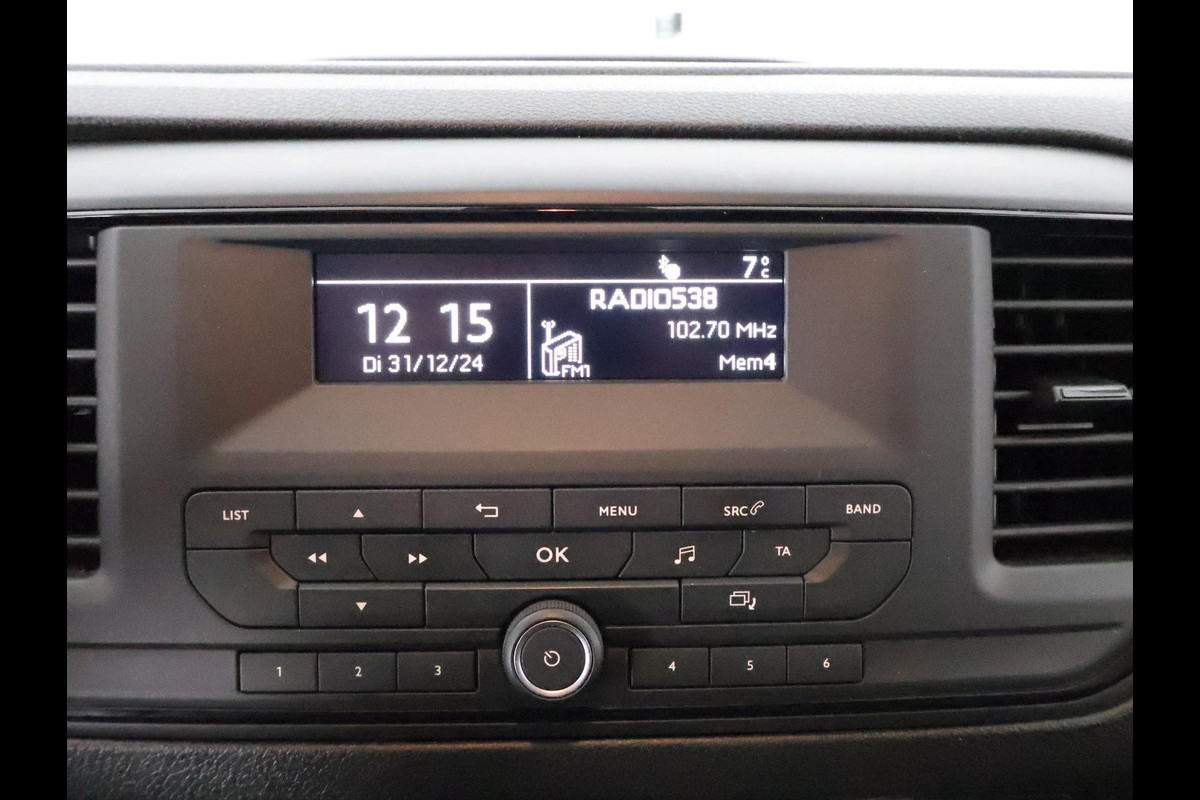 7°C
12 15
Di 31/12/24
RADIO538
102.70 MHz
FM1
Mem4
LIST
MENU
SRC
BAND
OK
TA
1 2 3 4 5 6